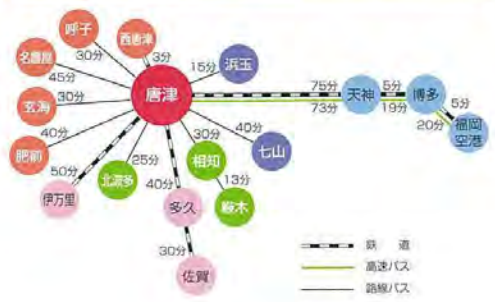 呼子
西唐津
名護屋
30分
3分
浜玉
45分
15分
唐津
玄海
30分
75分
天神
5分
博多
73分
19分
5分
40分
20分
福岡
空港
肥前
30分
40分
七山
50分
25分
相知
北波多
伊万里
40分
13分
多久
厳木
30分
佐賀
鉄 道
高速バス
路線バス